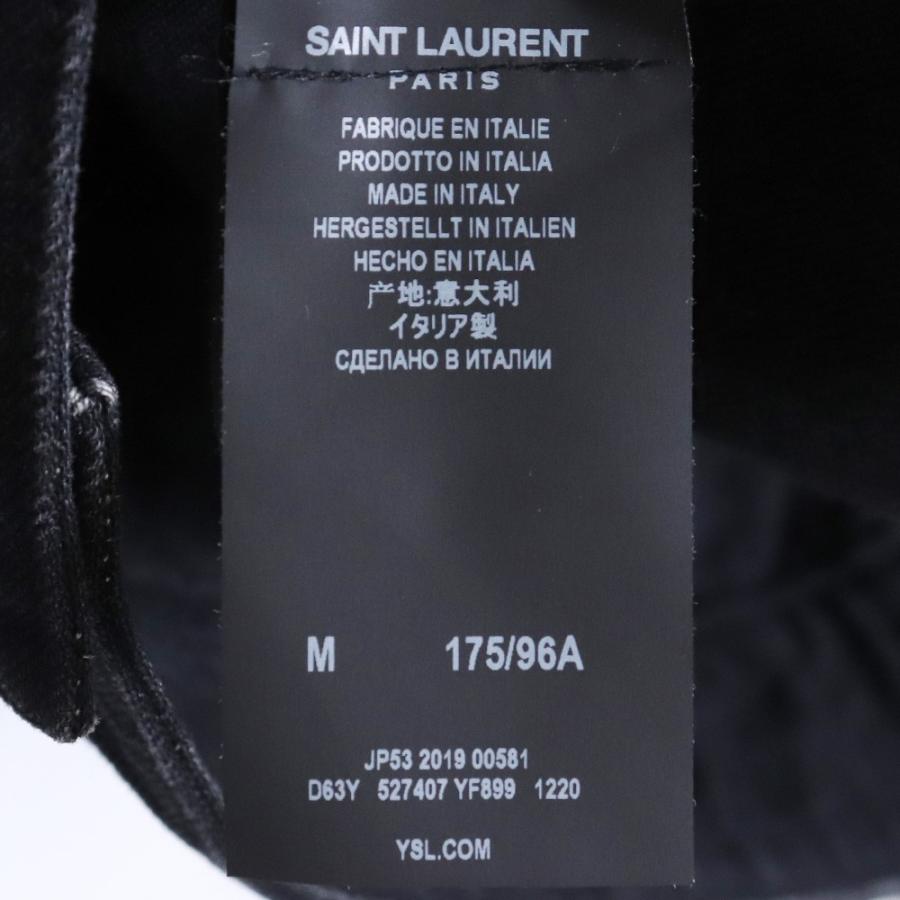 SAINT LAURENT
PARIS
FABRIQUE EN ITALIE
PRODOTTO IN ITALIA
MADE IN ITALY
HERGESTELLT IN ITALIEN
HECHO EN ITALIA
产地:意大利
イタリア製
СДЕЛАНО В ИТАЛИИ
M 175/96A
JP53 2019 00581
D63Y 527407 YF899 1220
YSL.COM